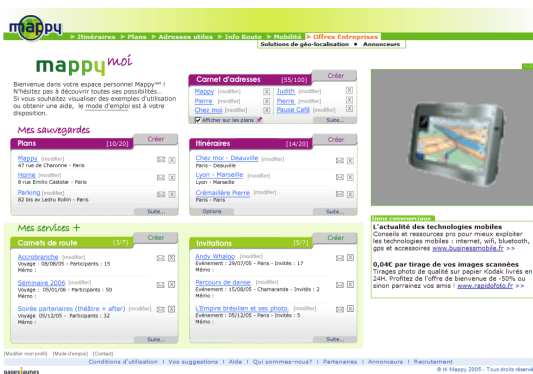 mappy
Itinéraires Plans Adresses utiles Info Route Mobilité Offres Entreprises
Solutions de géo-localisation • Annonceurs
mappy moi
Bienvenue dans votre espace personnel Mappy moi !
N'hésitez pas à découvrir toutes ses possibilités...
Si vous souhaitez visualiser des exemples d'utilisation
ou obtenir une aide, le mode d'emploi est à votre
disposition.
Carnet d'adresses [55/100] Créer
Mappy [modifier] X Judith [modifier] X
Pierre [modifier] X Pierre [modifier] X
Chez moi [modifier] X Pause Café [modifier] X
Afficher sur les plans Suite...
Mes sauvegardes
Plans [10/20] Créer
Mappy [modifier] X
47 rue de Charonne - Paris
Home [modifier] X
8 rue Emilio Castelar - Paris
Parking [modifier] X
82 bis av Ledru Rollin - Paris
Suite...
Itinéraires [14/20] Créer
Chez moi - Deauville [modifier] X
Paris - Deauville
Lyon - Marseille [modifier] X
Lyon - Marseille
Crémaillère Pierre [modifier] X
Paris - Paris
Options Suite...
Mes services +
Carnets de route [3/7] Créer
Accrobranche [modifier] X
Voyage : 08/08/05 - Participants : 15
Mémo :
Séminaire 2006 [modifier] X
Voyage : 05/01/06 - Participants : 50
Mémo :
Soirée partenaires (théâtre + after) [modifier] X
Voyage : 05/12/05 - Participants : 32
Mémo :
Suite...
Invitations [5/7] Créer
Andy Whaloo [modifier] X
Evénement : 29/07/05 - Paris - Invités : 17
Mémo :
Parcours de danse [modifier] X
Evénement : 15/08/05 - Chamarande - Invités : 2
Mémo :
L'Empire brésilien et ses photo. [modifier] X
Evénement : 05/12/05 - Paris - Invités : 5
Mémo :
Suite...
Liens commerciaux
L'actualité des technologies mobiles
Conseils et ressources pro pour mieux exploiter
les technologies mobiles : internet, wifi, bluetooth,
gps et accessoires www.businessmobile.fr >>
0,04€ par tirage de vos images scannées
Tirages photo de qualité sur papier Kodak livrés en
24H. Profitez de l'offre de bienvenue de -50% ou
sinon parrainez vos amis ! www.rapidofoto.fr >>
[Modifier mon profil] [Mode d'emploi] [Contact]
Conditions d'utilisation I Vos suggestions I Aide I Qui sommes-nous? I Partenaires I Annonceurs I Recrutement
pagesjaunes
Mappy 2005 - Tous droits réservé